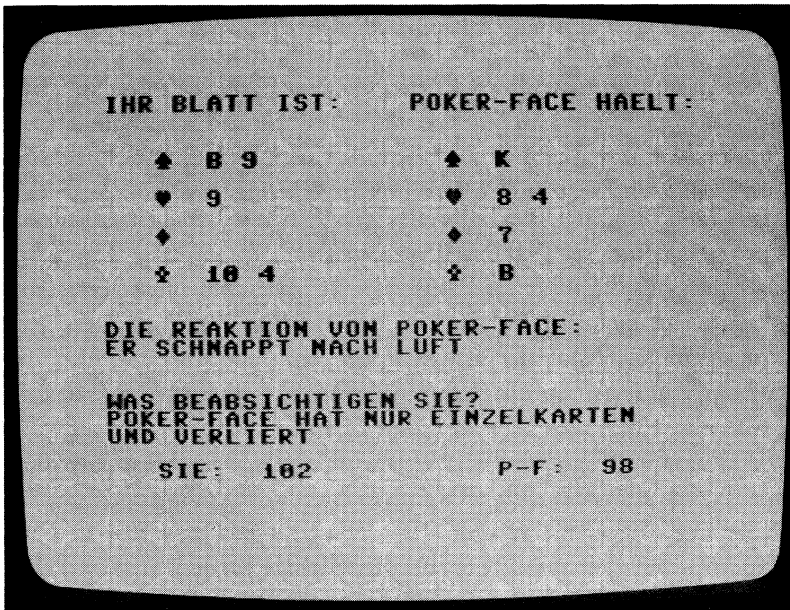 IHR BLATT IST: POKER-FACE HAELT:
♠ B 9 ♠ K
♥ 9 ♥ 8 4
♦ ♦ 7
♣ 10 4 ♣ B
DIE REAKTION VON POKER-FACE:
ER SCHNAPPT NACH LUFT
WAS BEABSICHTIGEN SIE?
POKER-FACE HAT NUR EINZELKARTEN
UND VERLIERT
SIE: 102 P-F: 98